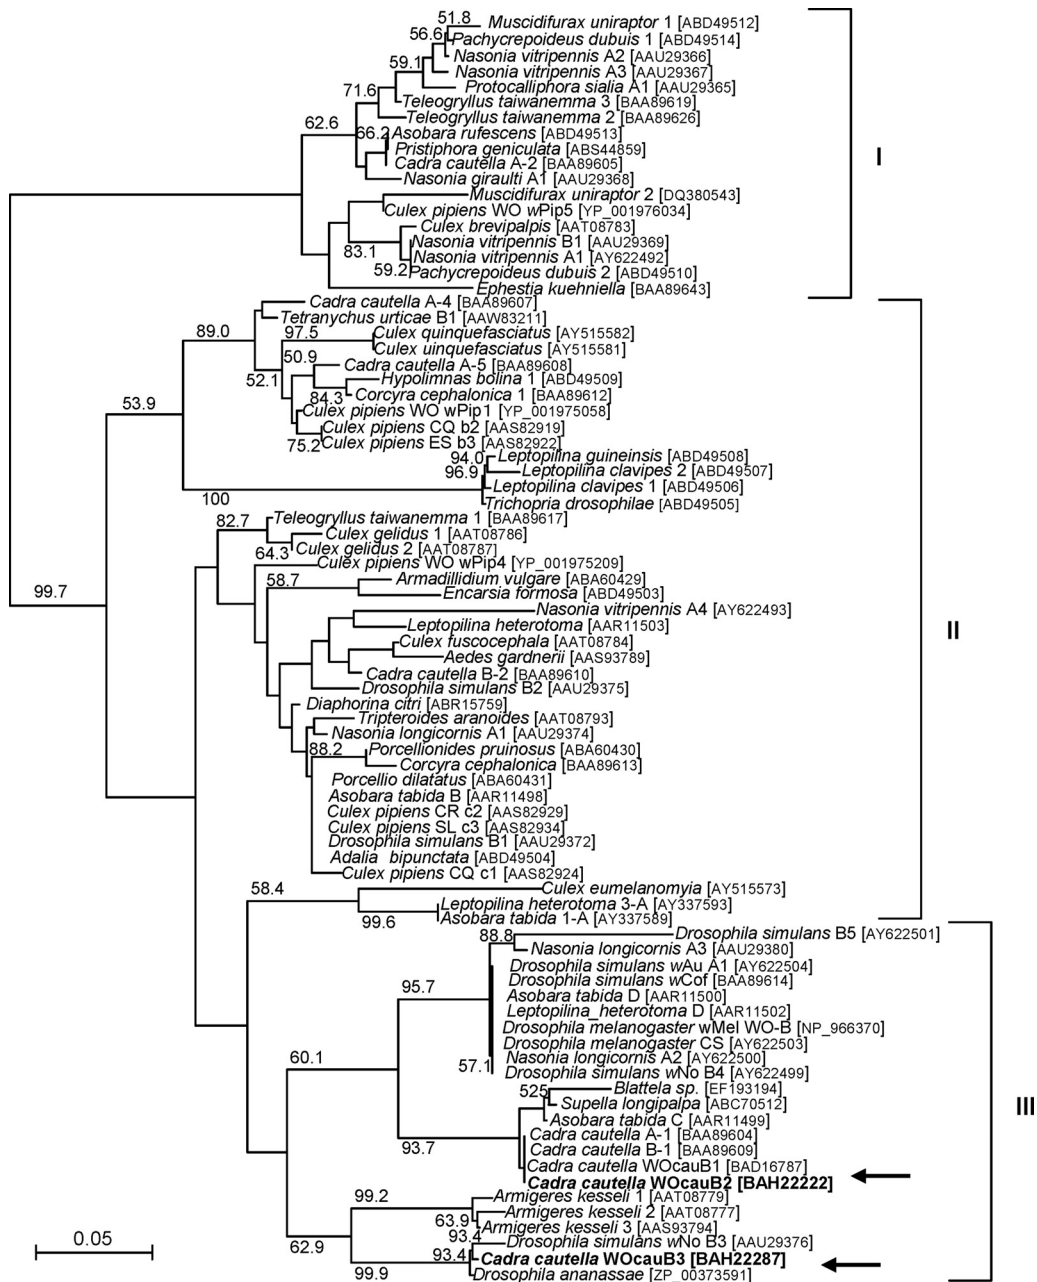 51.8
Muscidifurax uniraptor 1 [ABD49512]
56.6
Pachycrepoideus dubuis 1 [ABD49514]
Nasonia vitripennis A2 [AAU29366]
59.1
Nasonia vitripennis A3 [AAU29367]
Protocalliphora sialia A1 [AAU29365]
71.6
Teleogryllus taiwanemma 3 [BAA89619]
Teleogryllus taiwanemma 2 [BAA89626]
62.6
66.2
Asobara rufescens [ABD49513]
Pristiphora geniculata [ABS44859]
I
Cadra cautella A-2 [BAA89605]
Nasonia giraulti A1 [AAU29368]
Muscidifurax uniraptor 2 [DQ380543]
Culex pipiens WO wPip5 [YP_001976034]
Culex brevipalpis [AAT08783]
Nasonia vitripennis B1 [AAU29369]
83.1
Nasonia vitripennis A1 [AY622492]
59.2
Pachycrepoideus dubuis 2 [ABD49510]
Ephestia kuehniella [BAA89643]
Cadra cautella A-4 [BAA89607]
Tetranychus urticae B1 [AAW83211]
89.0
97.5
Culex quinquefasciatus [AY515582]
Culex uinquefasciatus [AY515581]
50.9
Cadra cautella A-5 [BAA89608]
52.1
Hypolimnas bolina 1 [ABD49509]
84.3
Corcyra cephalonica 1 [BAA89612]
53.9
Culex pipiens WO wPip1 [YP_001975058]
Culex pipiens CQ b2 [AAS82919]
75.2
Culex pipiens ES b3 [AAS82922]
94.0
Leptopilina guineinsis [ABD49508]
96.9
Leptopilina clavipes 2 [ABD49507]
Leptopilina clavipes 1 [ABD49506]
100
Trichopria drosophilae [ABD49505]
82.7
Teleogryllus taiwanemma 1 [BAA89617]
Culex gelidus 1 [AAT08786]
64.3
Culex gelidus 2 [AAT08787]
Culex pipiens WO wPip4 [YP_001975209]
58.7
Armadillidium vulgare [ABA60429]
99.7
Encarsia formosa [ABD49503]
Nasonia vitripennis A4 [AY622493]
Leptopilina heterotoma [AAR11503]
II
Culex fuscocephala [AAT08784]
Aedes gardnerii [AAS93789]
Cadra cautella B-2 [BAA89610]
Drosophila simulans B2 [AAU29375]
Diaphorina citri [ABR15759]
Tripteroides aranoides [AAT08793]
Nasonia longicornis A1 [AAU29374]
88.2
Porcellionides pruinosus [ABA60430]
Corcyra cephalonica [BAA89613]
Porcellio dilatatus [ABA60431]
Asobara tabida B [AAR11498]
Culex pipiens CR c2 [AAS82929]
Culex pipiens SL c3 [AAS82934]
Drosophila simulans B1 [AAU29372]
Adalia bipunctata [ABD49504]
Culex pipiens CQ c1 [AAS82924]
58.4
Culex eumelanomyia [AY515573]
Leptopilina heterotoma 3-A [AY337593]
99.6
Asobara tabida 1-A [AY337589]
88.8
Drosophila simulans B5 [AY622501]
Nasonia longicornis A3 [AAU29380]
Drosophila simulans wAu A1 [AY622504]
95.7
Drosophila simulans wCof [BAA89614]
Asobara tabida D [AAR11500]
Leptopilina_heterotoma D [AAR11502]
Drosophila melanogaster wMel WO-B [NP_966370]
Drosophila melanogaster CS [AY622503]
60.1
Nasonia longicornis A2 [AY622500]
57.1
Drosophila simulans wNo B4 [AY622499]
525
Blattela sp. [EF193194]
Supella longipalpa [ABC70512]
III
Asobara tabida C [AAR11499]
Cadra cautella A-1 [BAA89604]
93.7
Cadra cautella B-1 [BAA89609]
Cadra cautella WOcauB1 [BAD16787]
Cadra cautella WOcauB2 [BAH22222]
99.2
Armigeres kesseli 1 [AAT08779]
Armigeres kesseli 2 [AAT08777]
63.9
Armigeres kesseli 3 [AAS93794]
93.4
Drosophila simulans wNo B3 [AAU29376]
0.05
62.9
93.4
Cadra cautella WOcauB3 [BAH22287]
99.9
Drosophila ananassae [ZP_00373591]